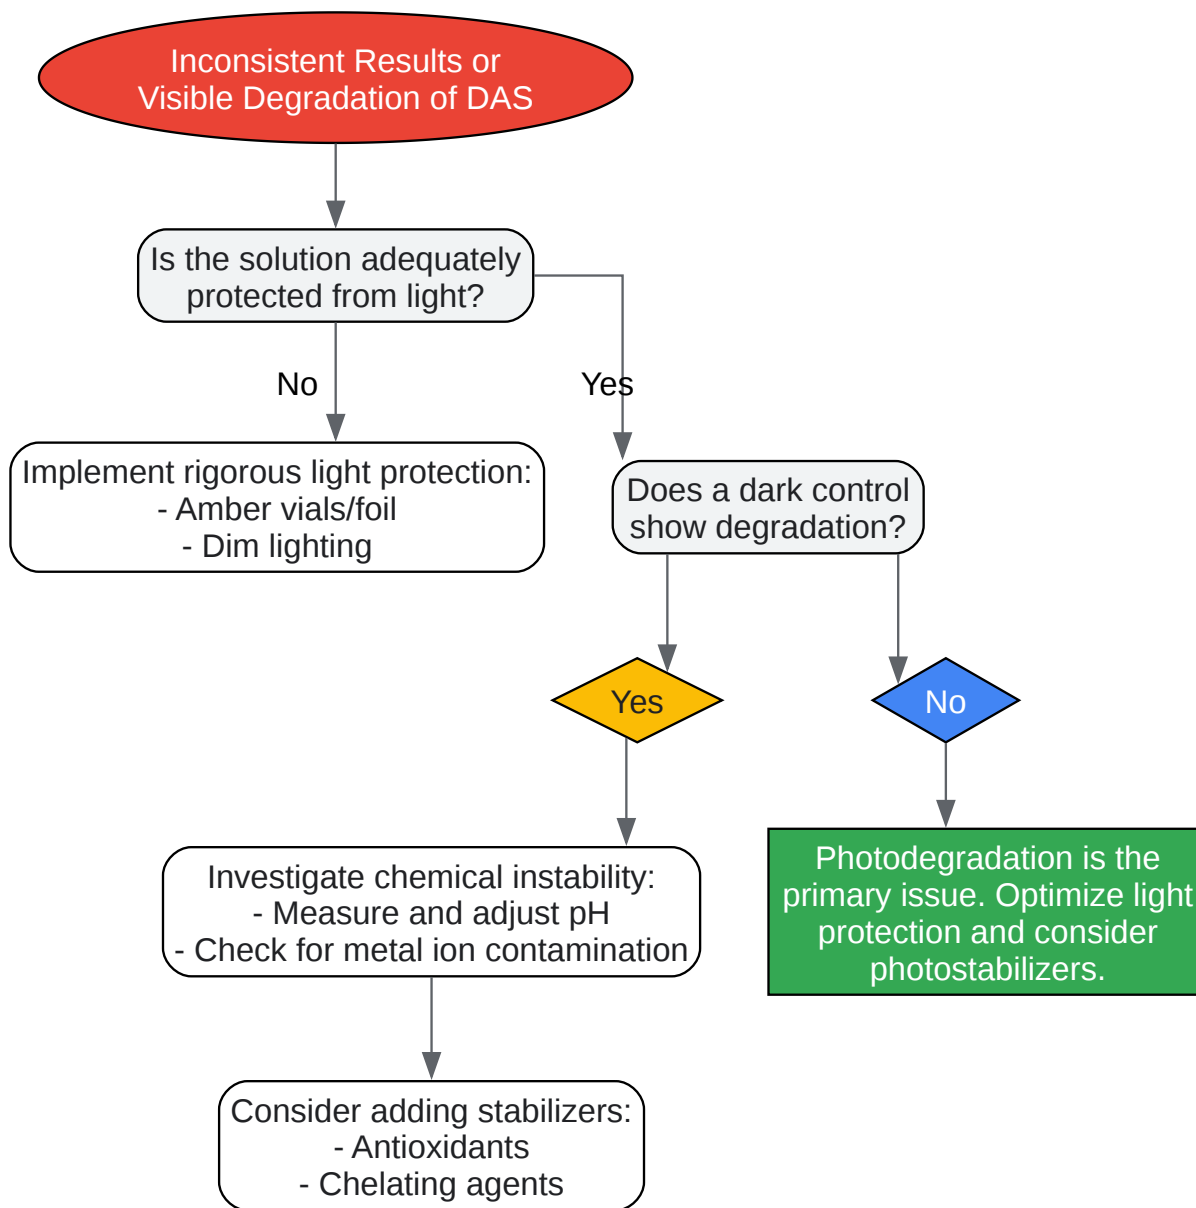 Inconsistent Results or
Visible Degradation of DAS
Is the solution adequately
protected from light?
No
Yes
Implement rigorous light protection:
- Amber vials/foil
- Dim lighting
Does a dark control
show degradation?
Yes
No
Investigate chemical instability:
- Measure and adjust pH
- Check for metal ion contamination
Photodegradation is the
primary issue. Optimize light
protection and consider
photostabilizers.
Consider adding stabilizers:
- Antioxidants
- Chelating agents